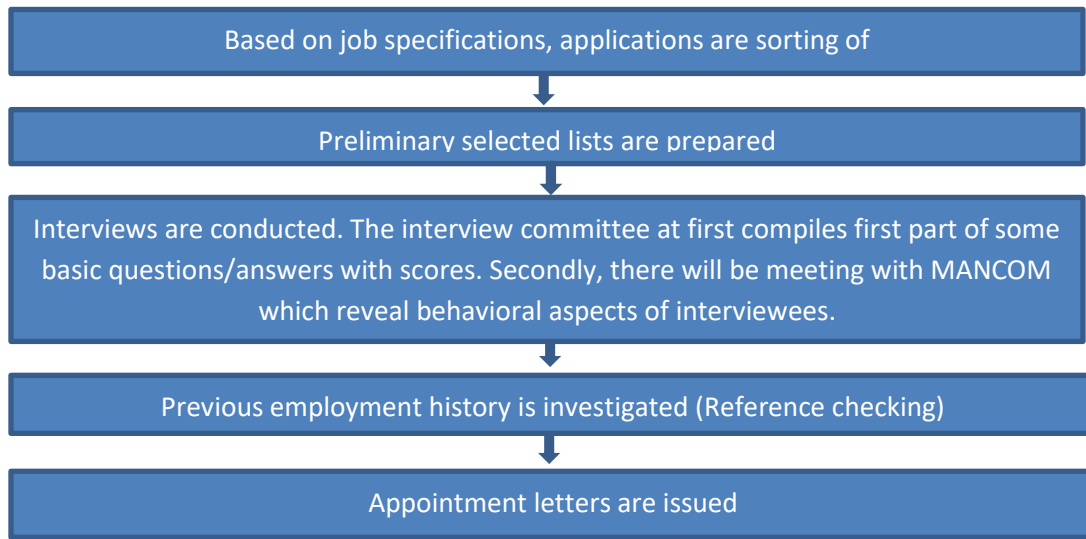 Based on job specifications, applications are sorting of
Preliminary selected lists are prepared
Interviews are conducted. The interview committee at first compiles first part of some
basic questions/answers with scores. Secondly, there will be meeting with MANCOM
which reveal behavioral aspects of interviewees.
Previous employment history is investigated (Reference checking)
Appointment letters are issued